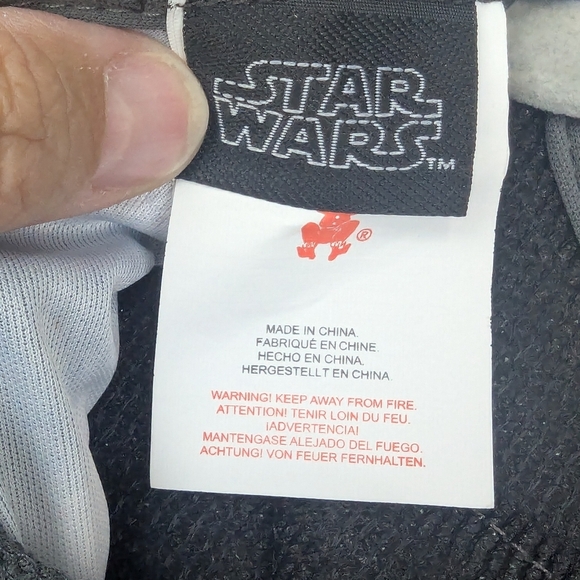 STAR
WARS™
®
MADE IN CHINA.
FABRIQUÉ EN CHINE.
HECHO EN CHINA.
HERGESTELLT EN CHINA.
WARNING! KEEP AWAY FROM FIRE.
ATTENTION! TENIR LOIN DU FEU.
¡ADVERTENCIA!
MANTENGASE ALEJADO DEL FUEGO.
ACHTUNG! VON FEUER FERNHALTEN.